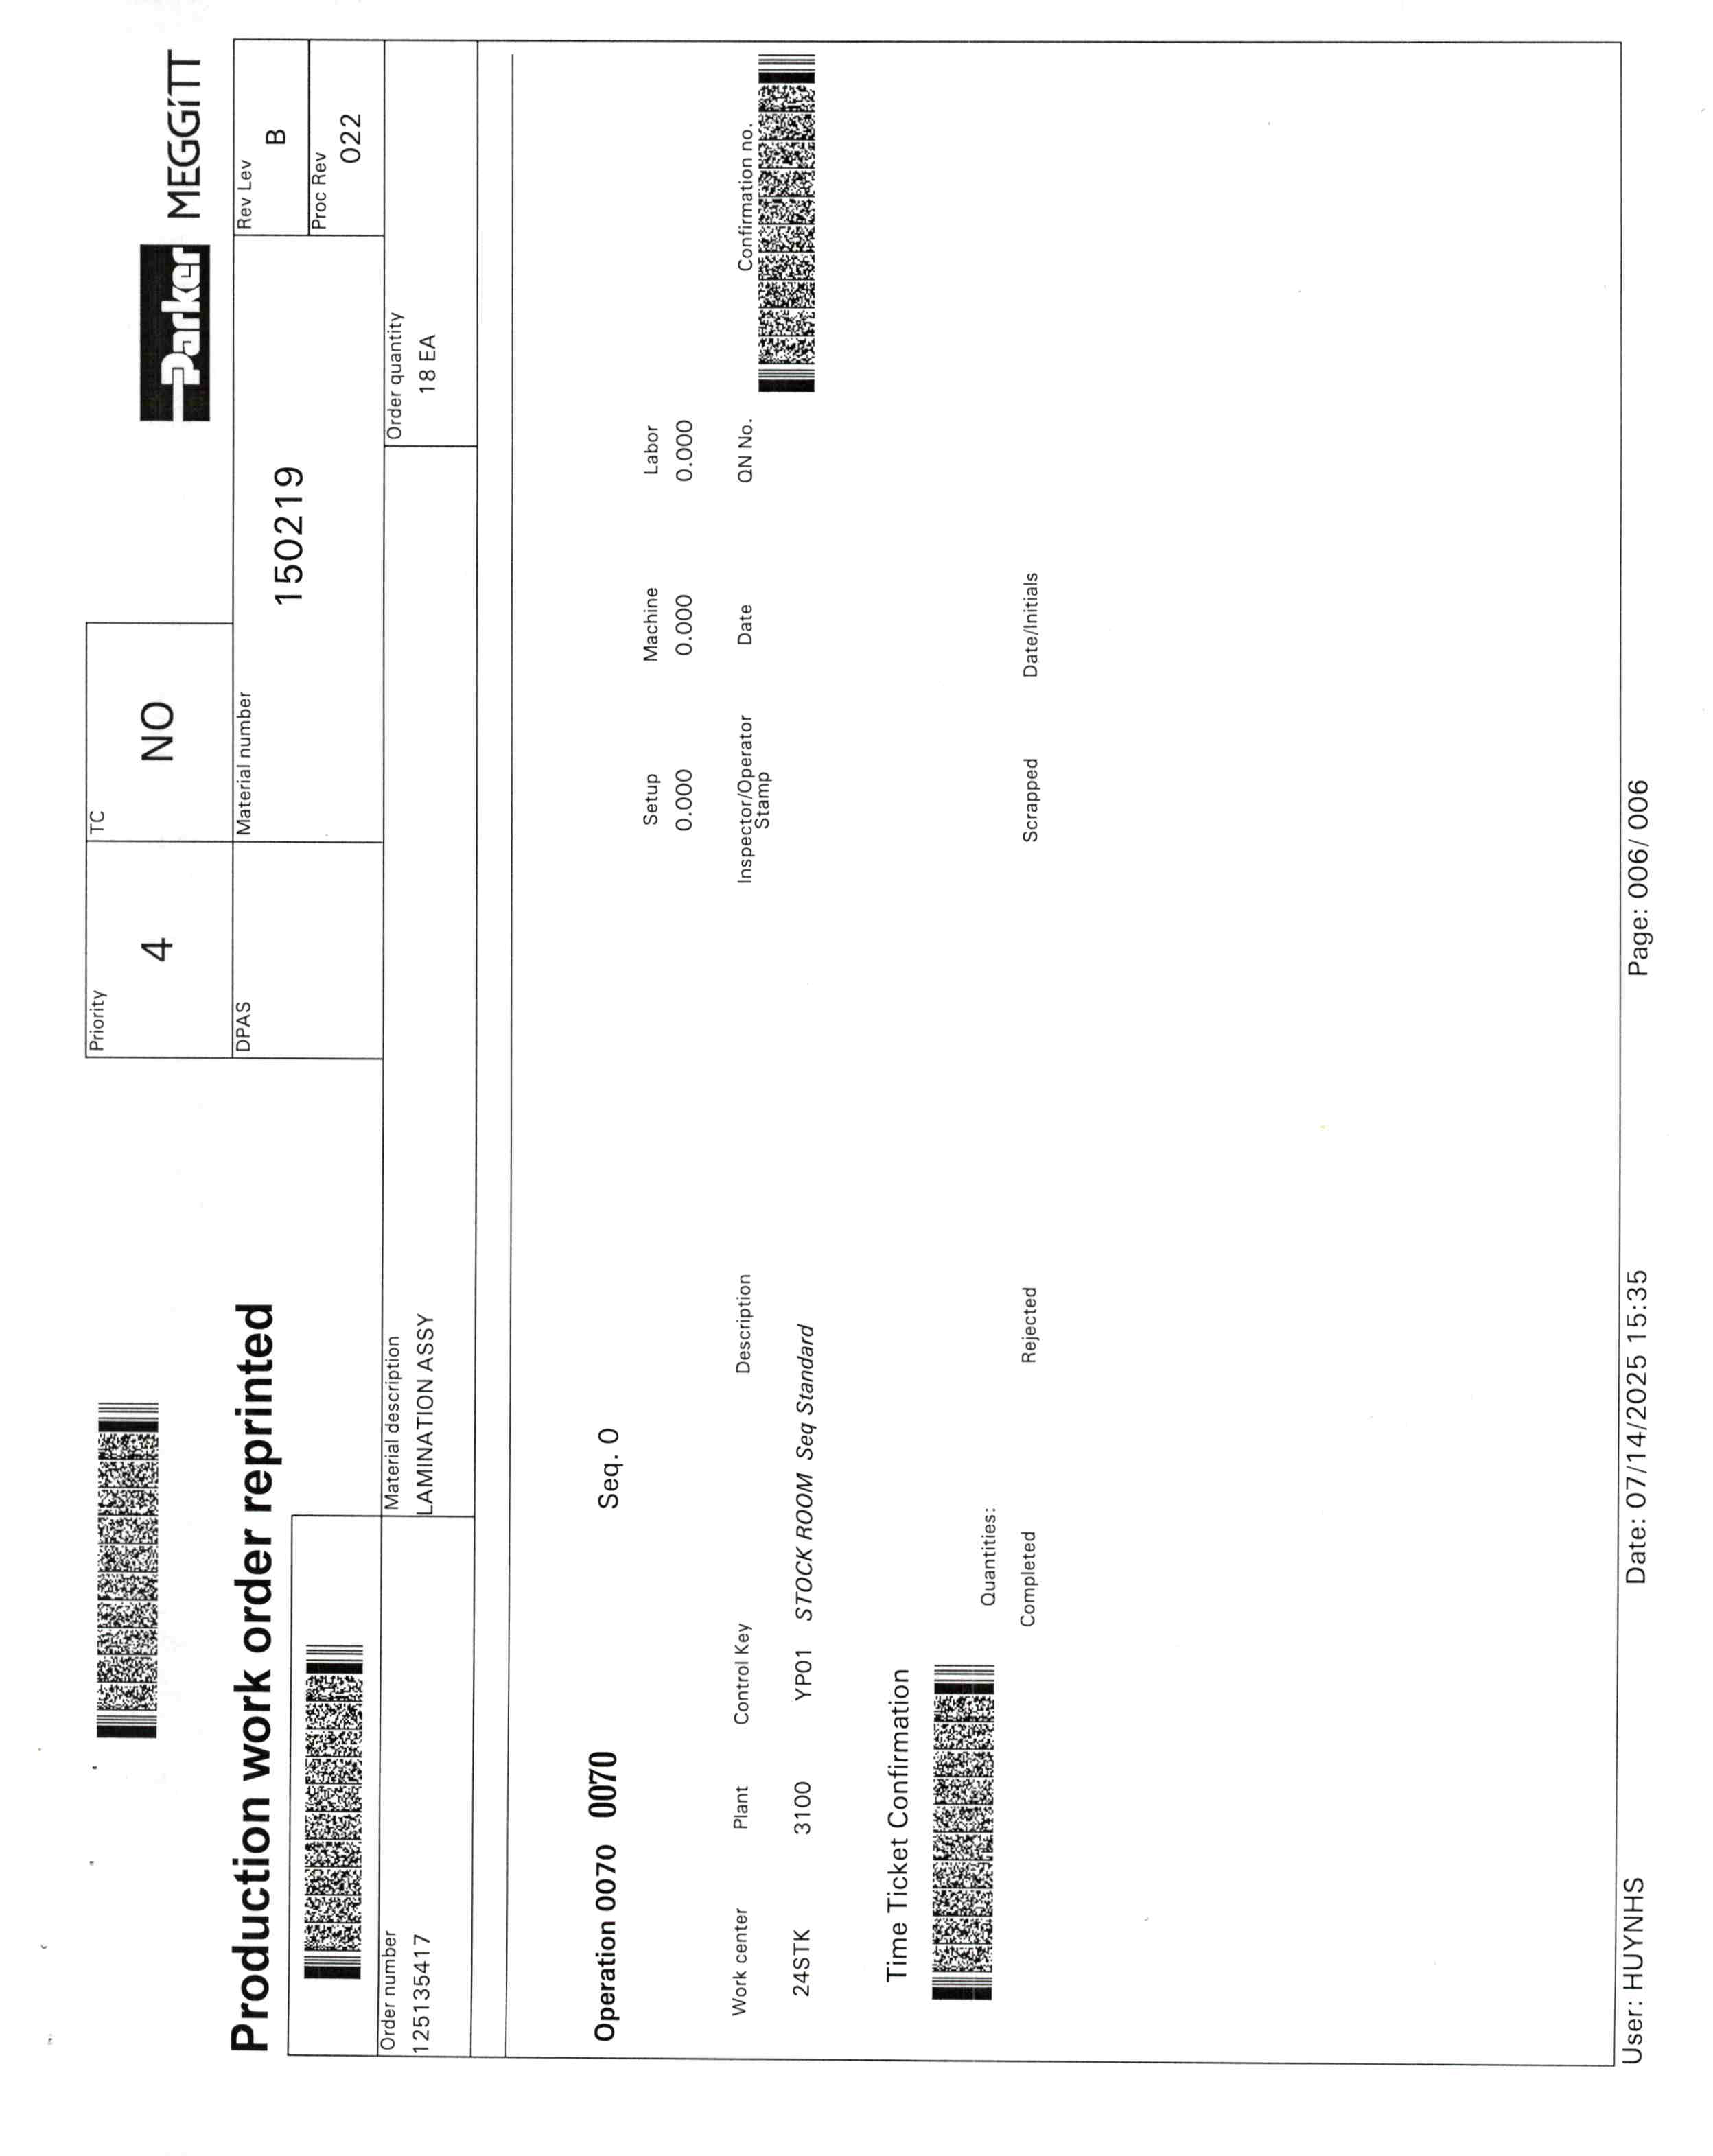 Priority
4
TC
NO
Parker MEGGiTT
Production work order reprinted
DPAS
Material number
150219
Rev Lev
B
Proc Rev
022
Order number
125135417
Material description
LAMINATION ASSY
Order quantity
18 EA
Operation 0070 0070 Seq. 0
Setup Machine Labor
0.000 0.000 0.000
Work center Plant Control Key Description Inspector/Operator Stamp Date QN No. Confirmation no.
24STK 3100 YP01 STOCK ROOM Seq Standard
Time Ticket Confirmation
Quantities:
Completed Rejected Scrapped Date/Initials
User: HUYNHS Date: 07/14/2025 15:35 Page: 006/ 006